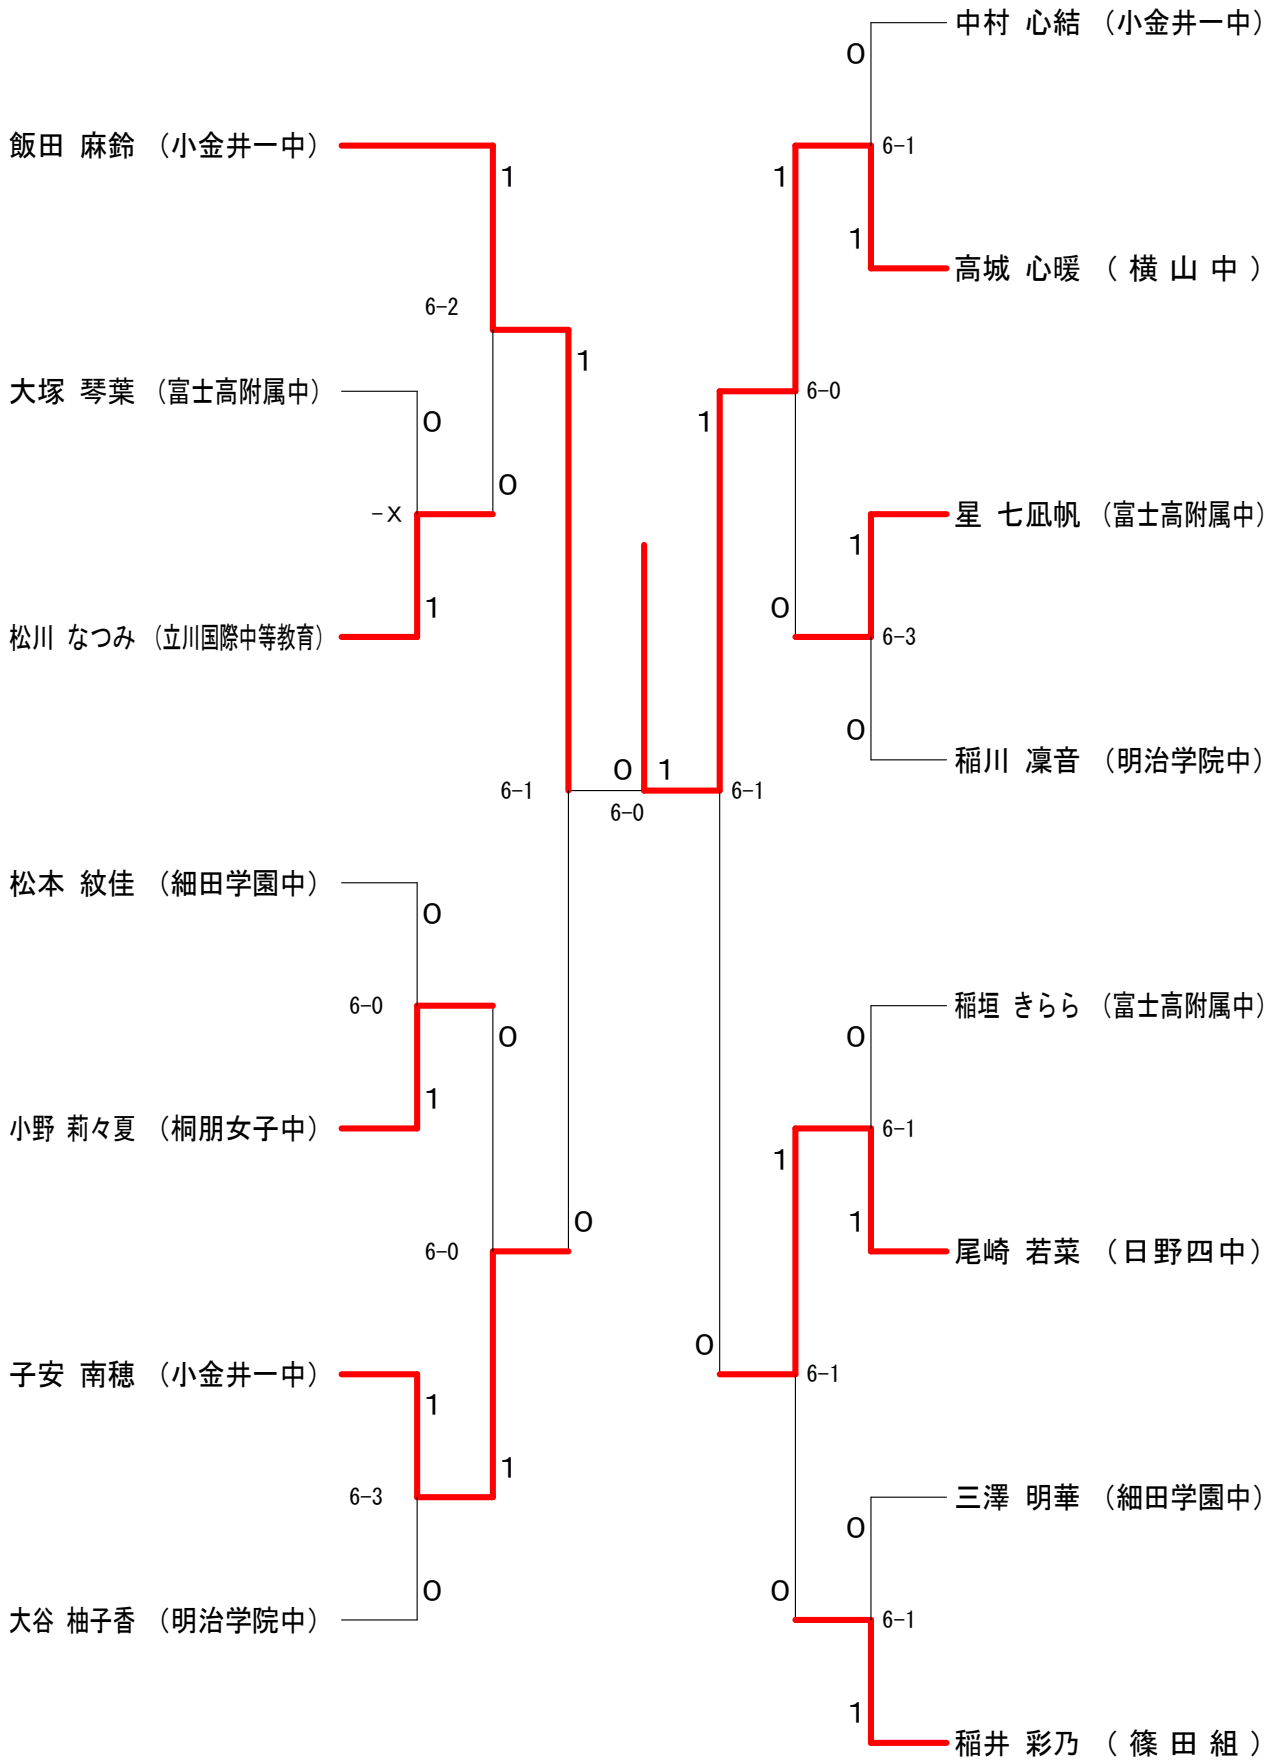 中村 心結 （小金井一中）
0
6-1
1
高城 心暖 （ 横 山 中 ）
1
6-0
0
星 七凪帆 （富士高附属中）
1
6-3
0
稲川 凜音 （明治学院中）
飯田 麻鈴 （小金井一中）
1
6-2
大塚 琴葉 （富士高附属中）
0
-X
1
0
松川 なつみ （立川国際中等教育）
1
6-1
0
松本 紋佳 （細田学園中）
0
6-0
1
0
小野 莉々夏 （桐朋女子中）
6-0
子安 南穂 （小金井一中）
1
6-3
0
1
大谷 柚子香 （明治学院中）
0
1
6-0
1
6-1
0
稲垣 きらら （富士高附属中）
0
6-1
1
尾崎 若菜 （日野四中）
1
6-1
0
三澤 明華 （細田学園中）
0
6-1
1
稲井 彩乃 （ 篠 田 組 ）